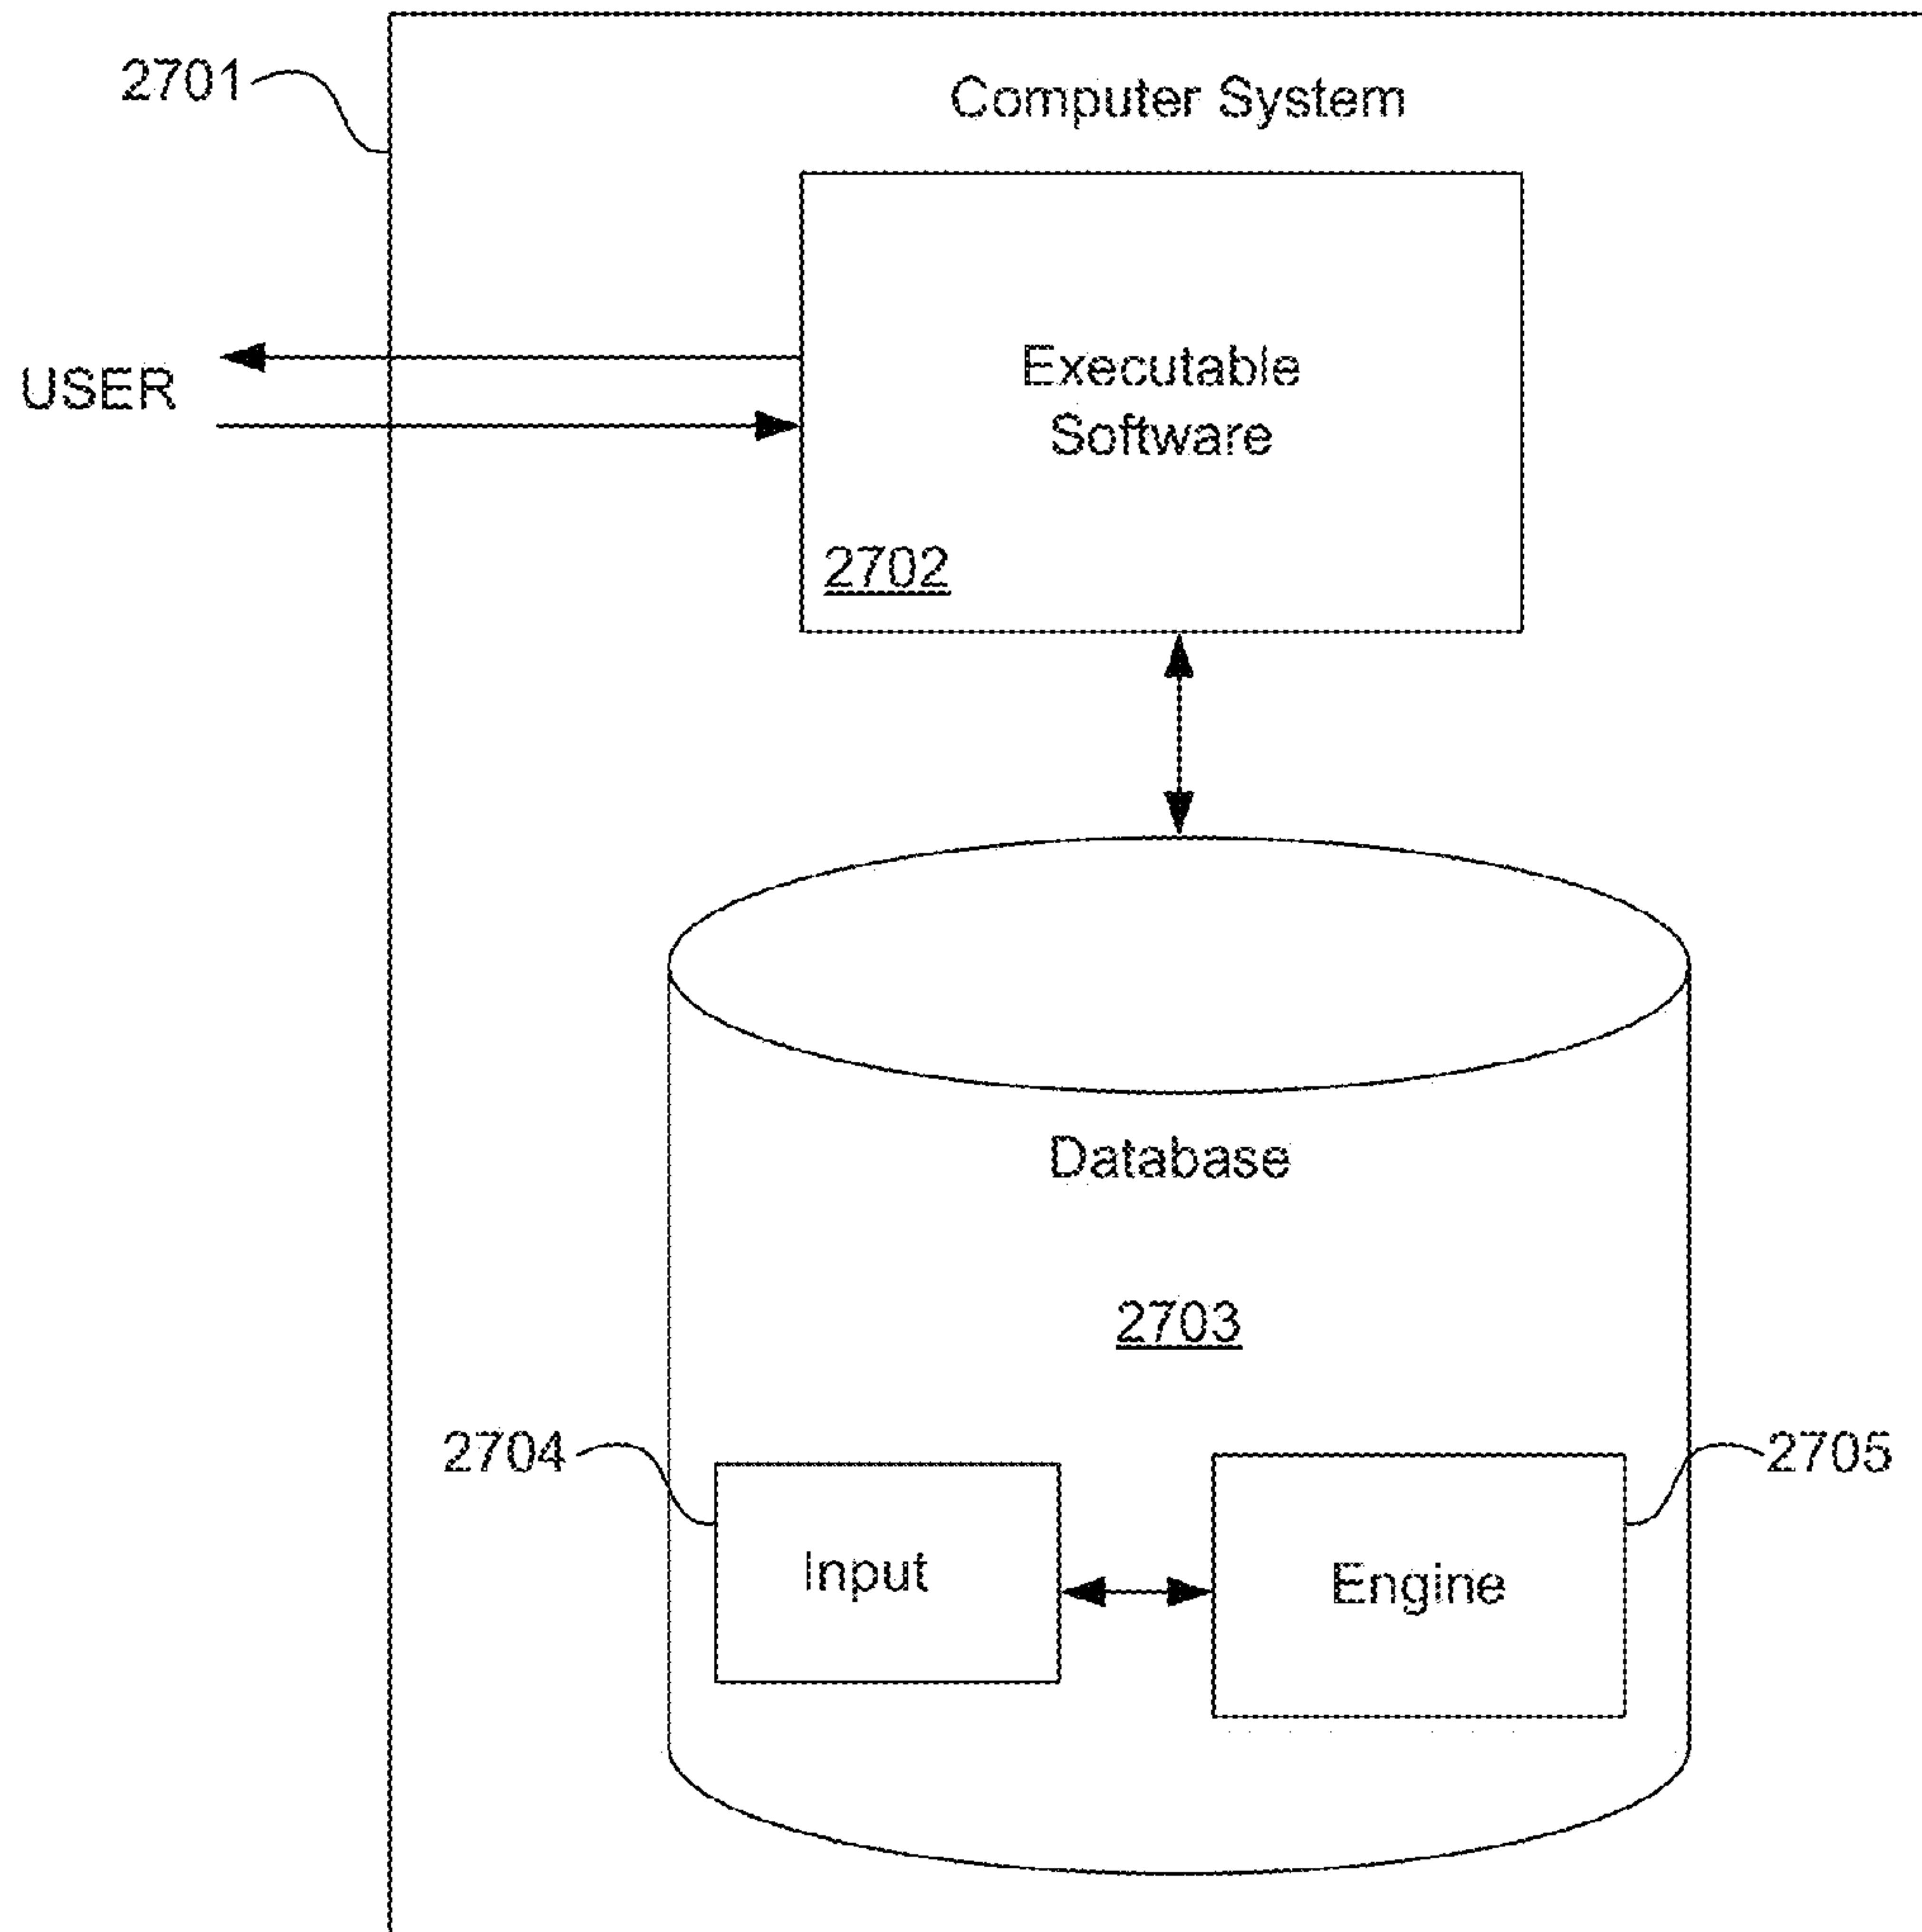 2701
Computer System
USER
Executable
Software
2702
Database
2703
2704
2705
Input
Engine